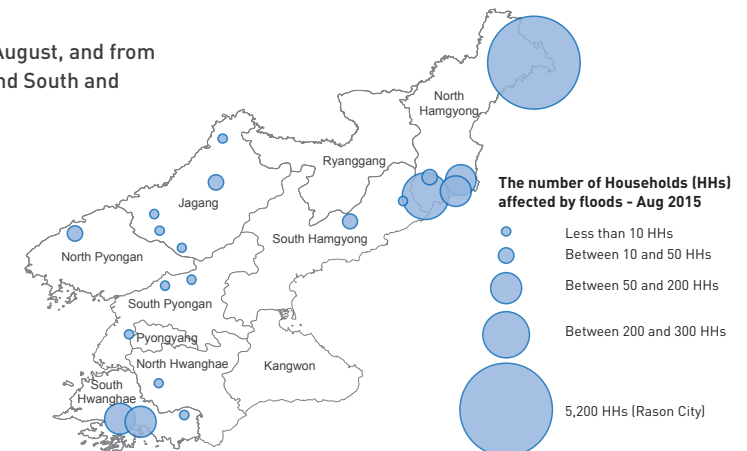 August, and from
nd South and
North
Hamgyong
Ryanggang
Jagang
South Hamgyong
North Pyongan
South Pyongan
Pyongyang
North Hwanghae
Kangwon
South
Hwanghae
The number of Households (HHs)
affected by floods - Aug 2015
Less than 10 HHs
Between 10 and 50 HHs
Between 50 and 200 HHs
Between 200 and 300 HHs
5,200 HHs (Rason City)